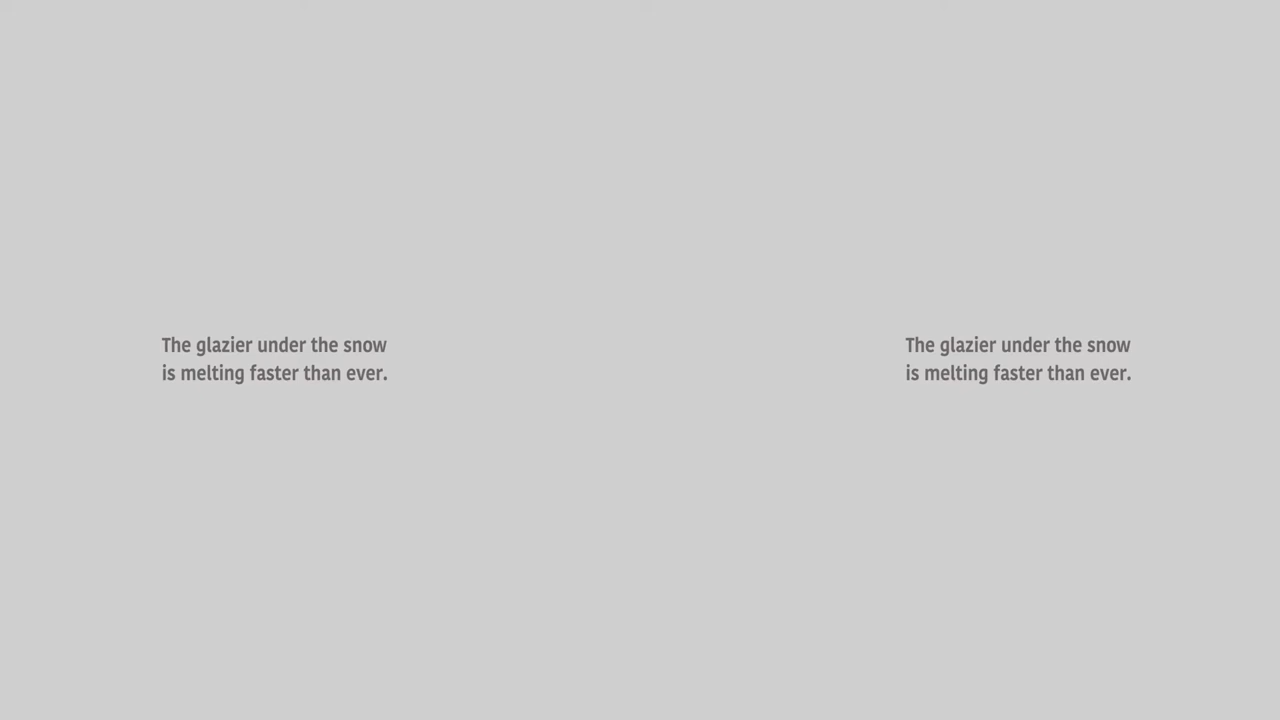 The glazier under the snow
is melting faster than ever.
The glazier under the snow
is melting faster than ever.